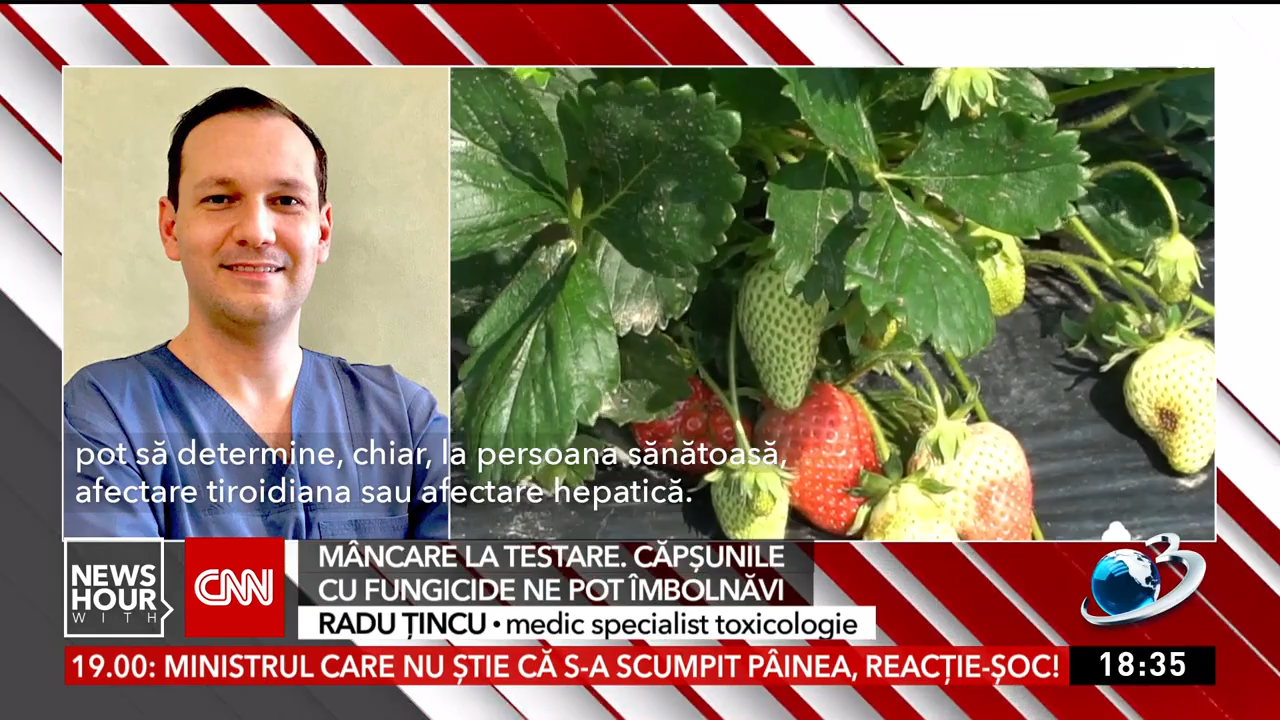 pot să determine, chiar, la persoana sănătoasă,
afectare tiroidiana sau afectare hepatică.
NEWS
HOUR
WITH
CNN
MÂNCARE LA TESTARE. CĂPȘUNILE
CU FUNGICIDE NE POT ÎMBOLNĂVI
RADU ȚINCU • medic specialist toxicologie
3
19.00: MINISTRUL CARE NU ȘTIE CĂ S-A SCUMPIT PÂINEA, REACȚIE-ȘOC!
18:35